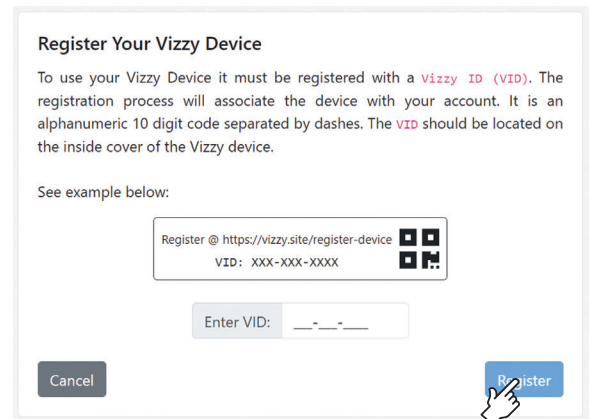 Register Your Vizzy Device
To use your Vizzy Device it must be registered with a Vizzy ID (VID). The
registration process will associate the device with your account. It is an
alphanumeric 10 digit code separated by dashes. The VID should be located on
the inside cover of the Vizzy device.
See example below:
Register @ https://vizzy.site/register-device
VID: XXX-XXX-XXXX
Enter VID: ___-___-____
Cancel
Register